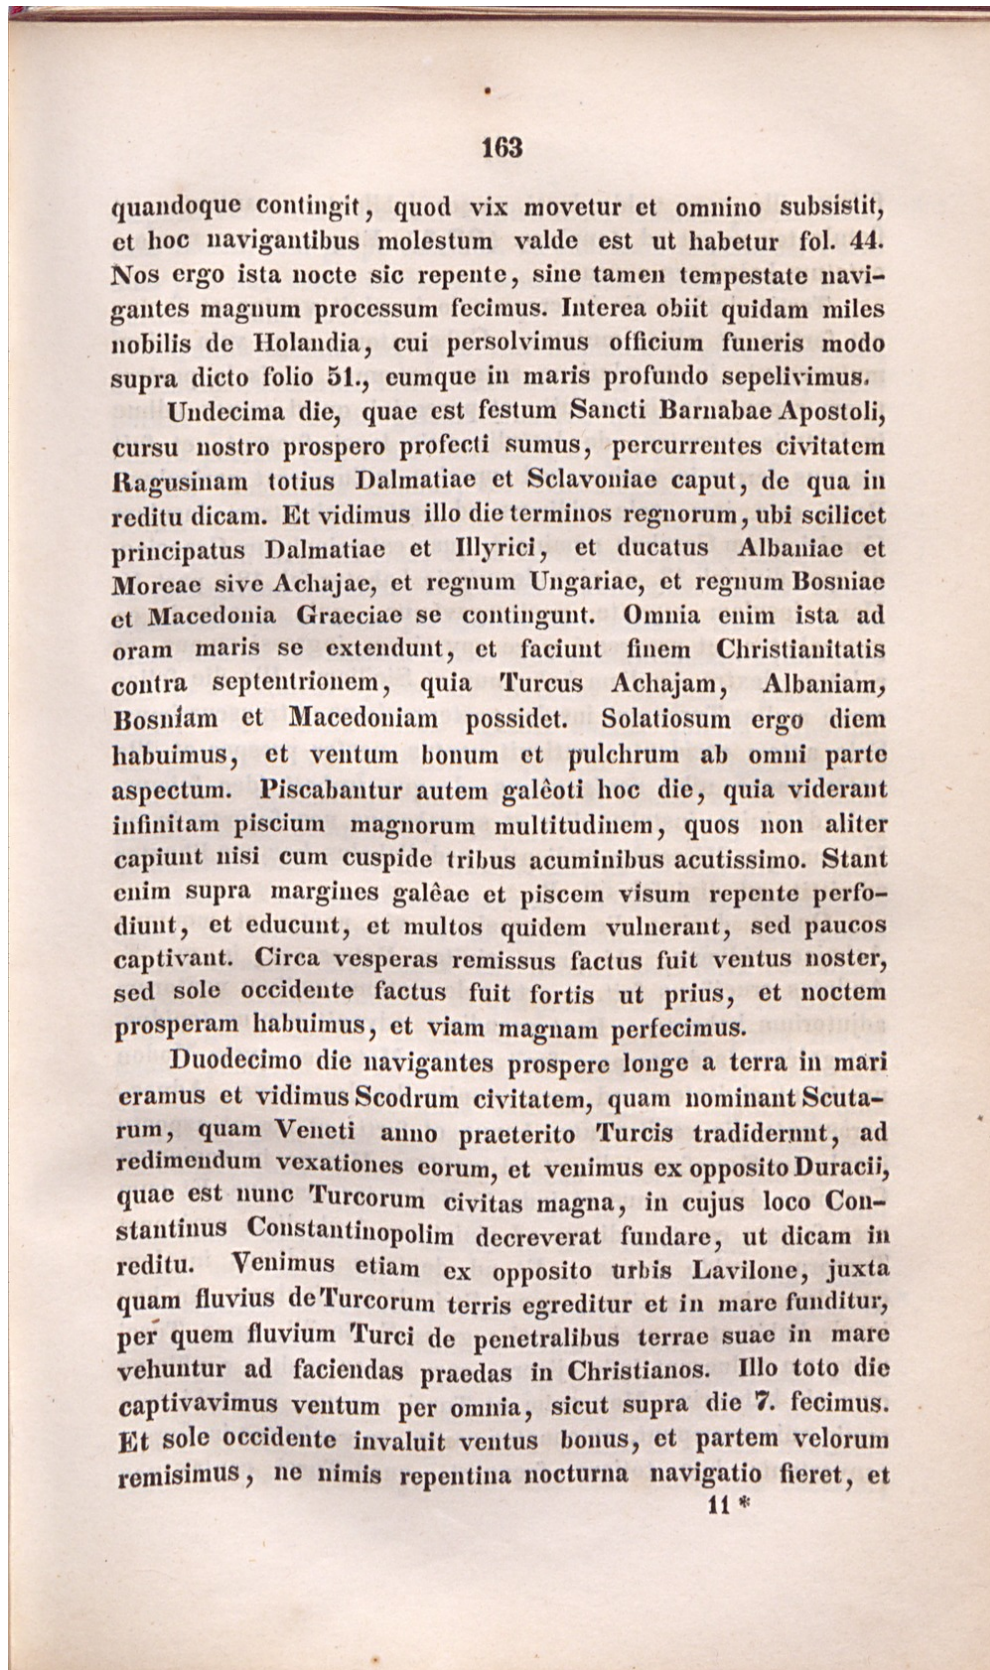 163
quandoque contingit, quod vix movetur et omnino subsistit,
et hoc navigantibus molestum valde est ut habetur fol. 44.
Nos ergo ista nocte sic repente, sine tamen tempestate navi-
gantes magnum processum fecimus. Interea obiit quidam miles
nobilis de Holandia, cui persolvimus officium funeris modo
supra dicto folio 51., eumque in maris profundo sepelivimus.
Undecima die, quae est festum Sancti Barnabae Apostoli,
cursu nostro prospero profecti sumus, percurrentes civitatem
Ragusinam totius Dalmatiae et Sclavoniae caput, de qua in
reditu dicam. Et vidimus illo die terminos regnorum, ubi scilicet
principatus Dalmatiae et Illyrici, et ducatus Albaniae et
Moreae sive Achajae, et regnum Ungariae, et regnum Bosniae
et Macedonia Graeciae se contingunt. Omnia enim ista ad
oram maris se extendunt, et faciunt finem Christianitatis
contra septentrionem, quia Turcus Achajam, Albaniam,
Bosniam et Macedoniam possidet. Solatiosum ergo diem
habuimus, et ventum bonum et pulchrum ab omni parte
aspectum. Piscabantur autem galêoti hoc die, quia viderant
infinitam piscium magnorum multitudinem, quos non aliter
capiunt nisi cum cuspide tribus acuminibus acutissimo. Stant
enim supra margines galêae et piscem visum repente perfo-
diunt, et educunt, et multos quidem vulnerant, sed paucos
captivant. Circa vesperas remissus factus fuit ventus noster,
sed sole occidente factus fuit fortis ut prius, et noctem
prosperam habuimus, et viam magnam perfecimus.
Duodecimo die navigantes prospere longe a terra in mari
eramus et vidimus Scodrum civitatem, quam nominant Scuta-
rum, quam Veneti anno praeterito Turcis tradidernnt, ad
redimendum vexationes eorum, et venimus ex opposito Duracii,
quae est nunc Turcorum civitas magna, in cujus loco Con-
stantinus Constantinopolim decreverat fundare, ut dicam in
reditu. Venimus etiam ex opposito urbis Lavilone, juxta
quam fluvius de Turcorum terris egreditur et in mare funditur,
per quem fluvium Turci de penetralibus terrae suae in mare
vehuntur ad faciendas praedas in Christianos. Illo toto die
captivavimus ventum per omnia, sicut supra die 7. fecimus.
Et sole occidente invaluit ventus bonus, et partem velorum
remisimus, ne nimis repentina nocturna navigatio fieret, et
11 *